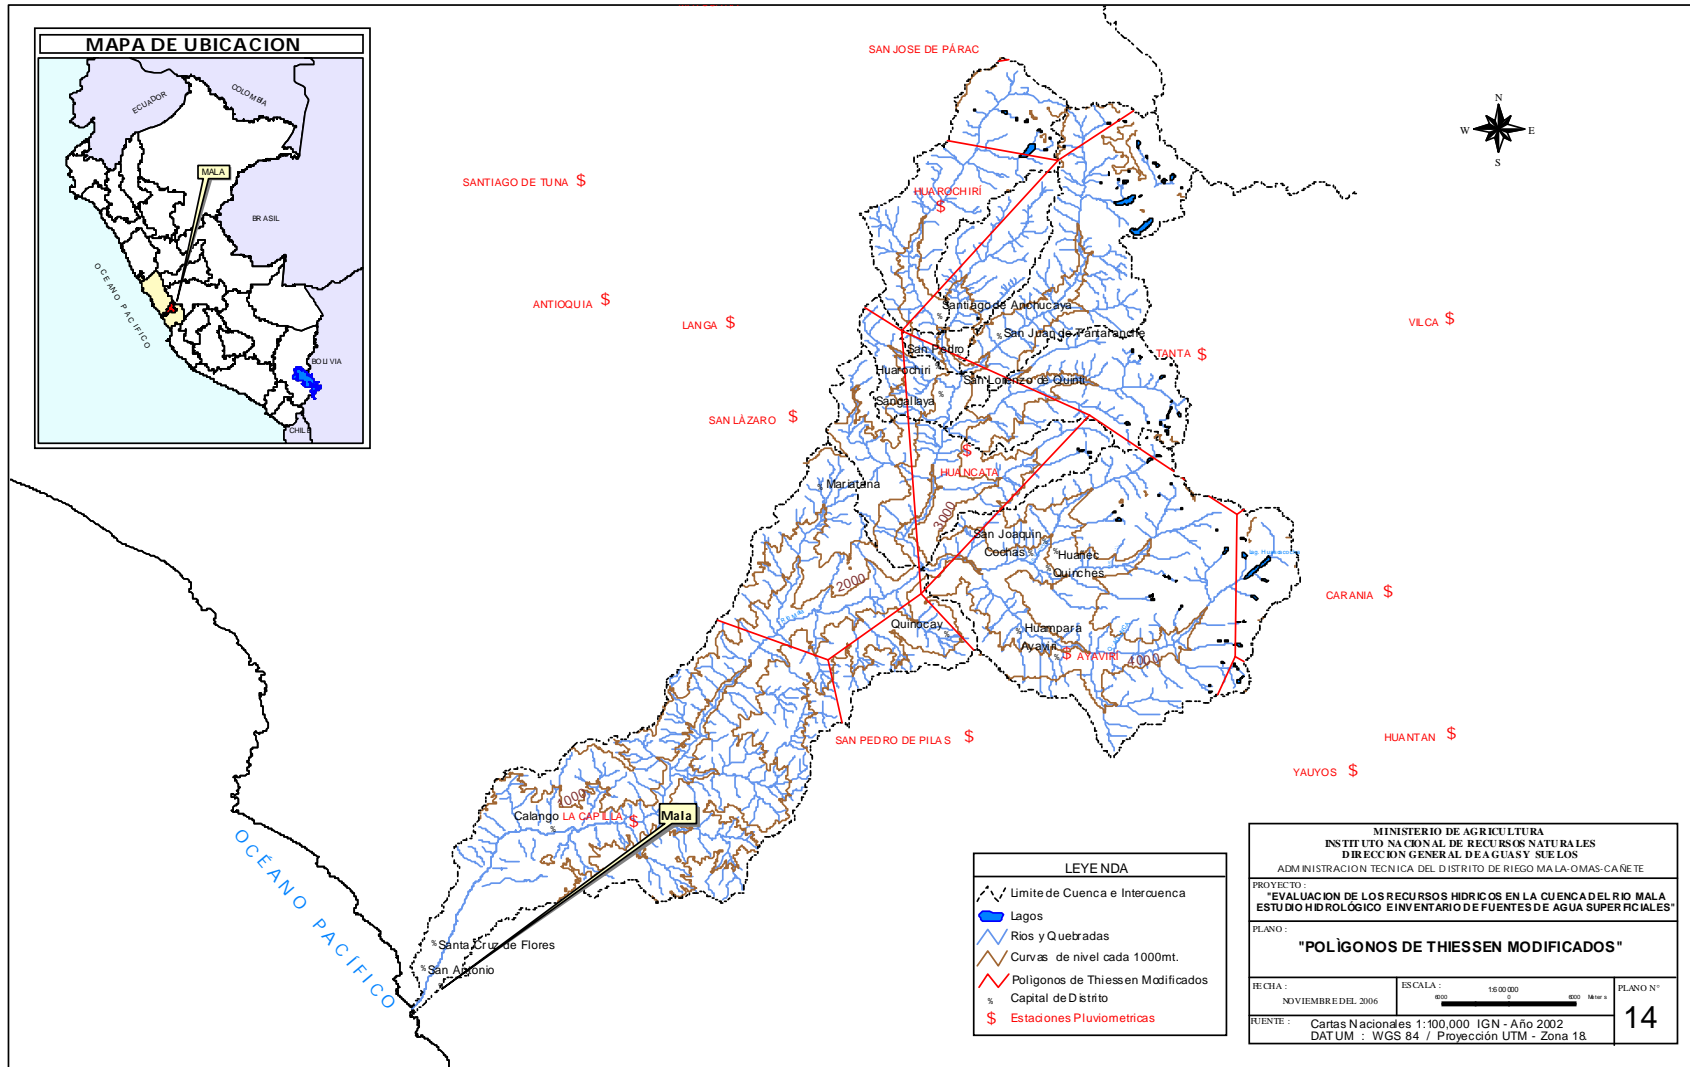 MAPA DE UBICACION
ECUADOR
COLOMBIA
MALA
BRASIL
OCEANO PACIFICO
BOLIVIA
CHILE
SAN JOSE DE PÁRAC
N
W E
S
SANTIAGO DE TUNA $
HUAROCHIRÍ
$
ANTIOQUIA $
LANGA $
Santiago de Anchucaya
San Juan de Tantaranche
VILCA $
San Pedro
TANTA $
Huarochiri
San Lorenzo de Quinti
Sangallaya
SAN LÁZARO $
$
HUANCATA
Mariatana
3000
San Joaquin
Cochas
Huañec
Quinches
2000
CARANIA $
Quinocay
Huampara
Ayaviri
$ AYAVIRÍ
4000
SAN PEDRO DE PILAS $
HUANTAN $
YAUYOS $
1000
Calango
LA CAPILLA $
Mala
OCÉANO PACÍFICO
Santa Cruz de Flores
San Antonio
LEYENDA
Limite de Cuenca e Intercuenca
Lagos
Rios y Quebradas
Curvas de nivel cada 1000mt.
Poligonos de Thiessen Modificados
Capital de Distrito
$ Estaciones Pluviometricas
MINISTERIO DE AGRICULTURA
INSTITUTO NACIONAL DE RECURSOS NATURALES
DIRECCION GENERAL DE AGUAS Y SUELOS
ADMINISTRACION TECNICA DEL DISTRITO DE RIEGO MALA-OMAS-CAÑETE
PROYECTO :
"EVALUACION DE LOS RECURSOS HIDRICOS EN LA CUENCA DEL RIO MALA
ESTUDIO HIDROLÓGICO E INVENTARIO DE FUENTES DE AGUA SUPERFICIALES"
PLANO :
"POLÌGONOS DE THIESSEN MODIFICADOS"
FECHA :
NOVIEMBRE DEL 2006
ESCALA :
1:600000
6000 0 6000 Meters
PLANO N°
14
FUENTE :
Cartas Nacionales 1:100,000 IGN - Año 2002
DATUM : WGS 84 / Proyección UTM - Zona 18.